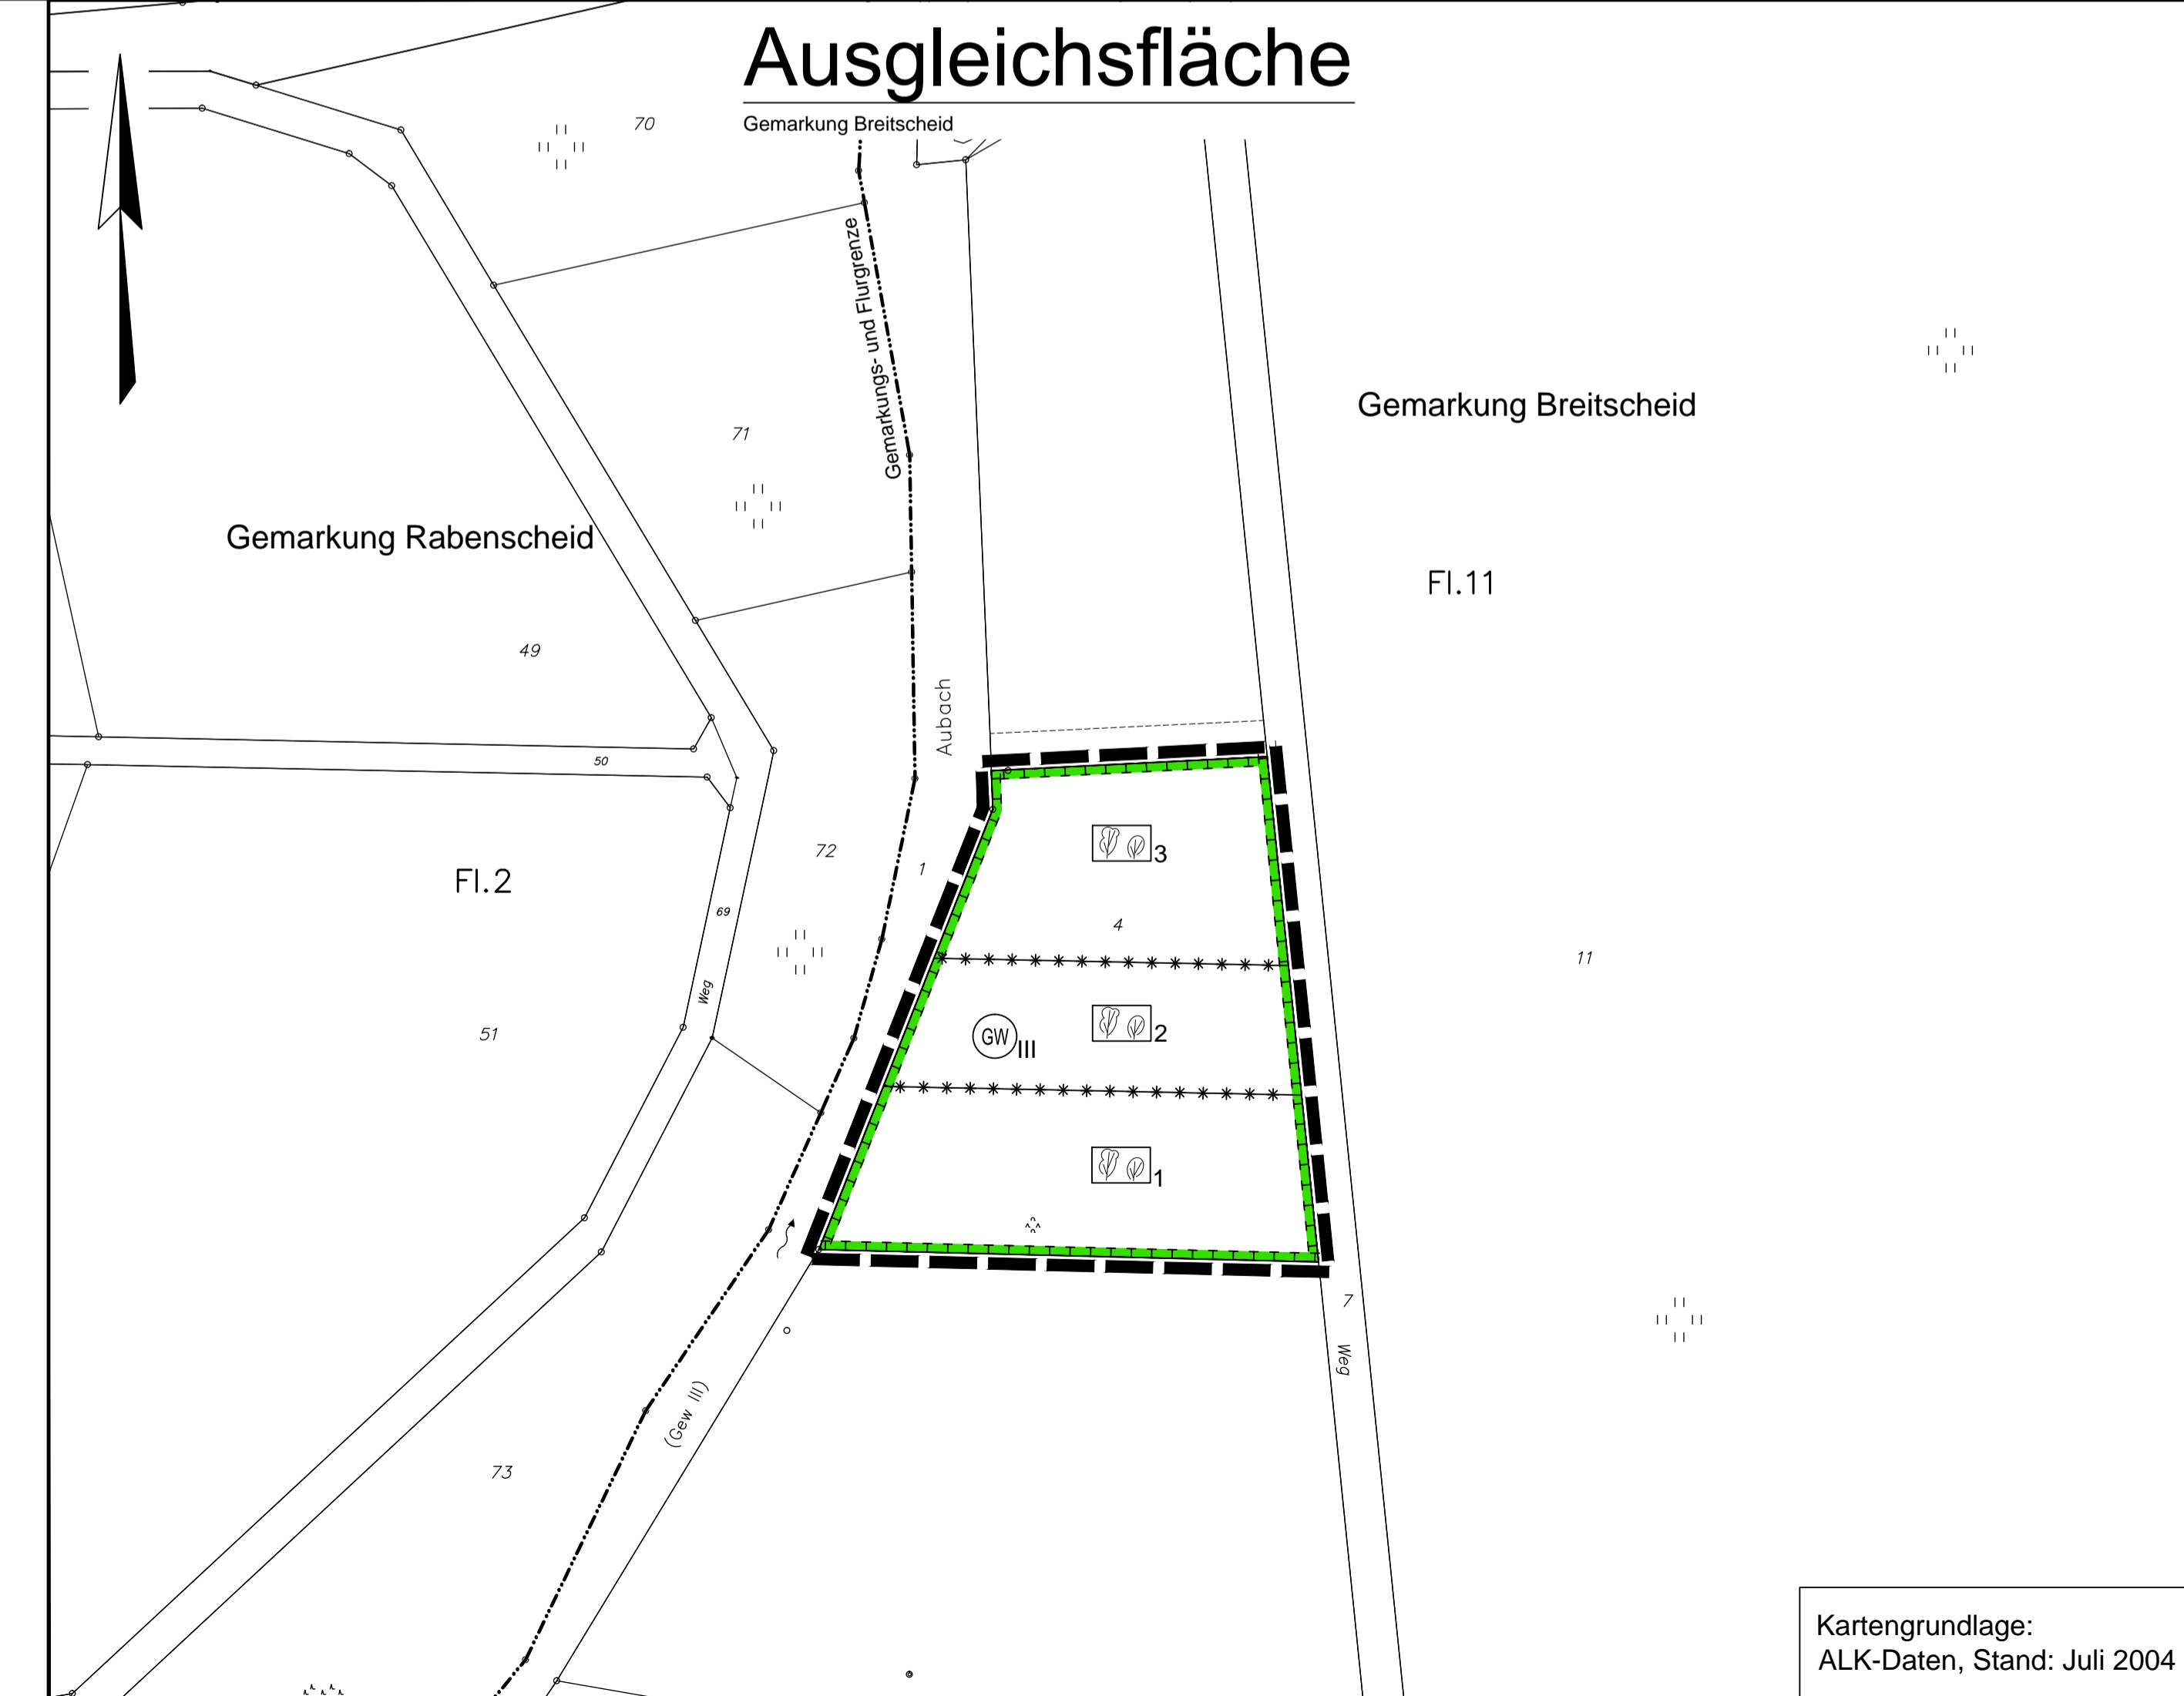 Ausgleichsfläche
Gemarkung Breitscheid
70
Gemarkungs- und Flurgrenze
Gemarkung Breitscheid
71
Gemarkung Rabenscheid
Fl.11
49
Aubach
50
3
72
1
Fl.2
69
4
11
Weg
51
GW III
2
1
7
Weg
(Gew III)
73
Kartengrundlage:
ALK-Daten, Stand: Juli 2004